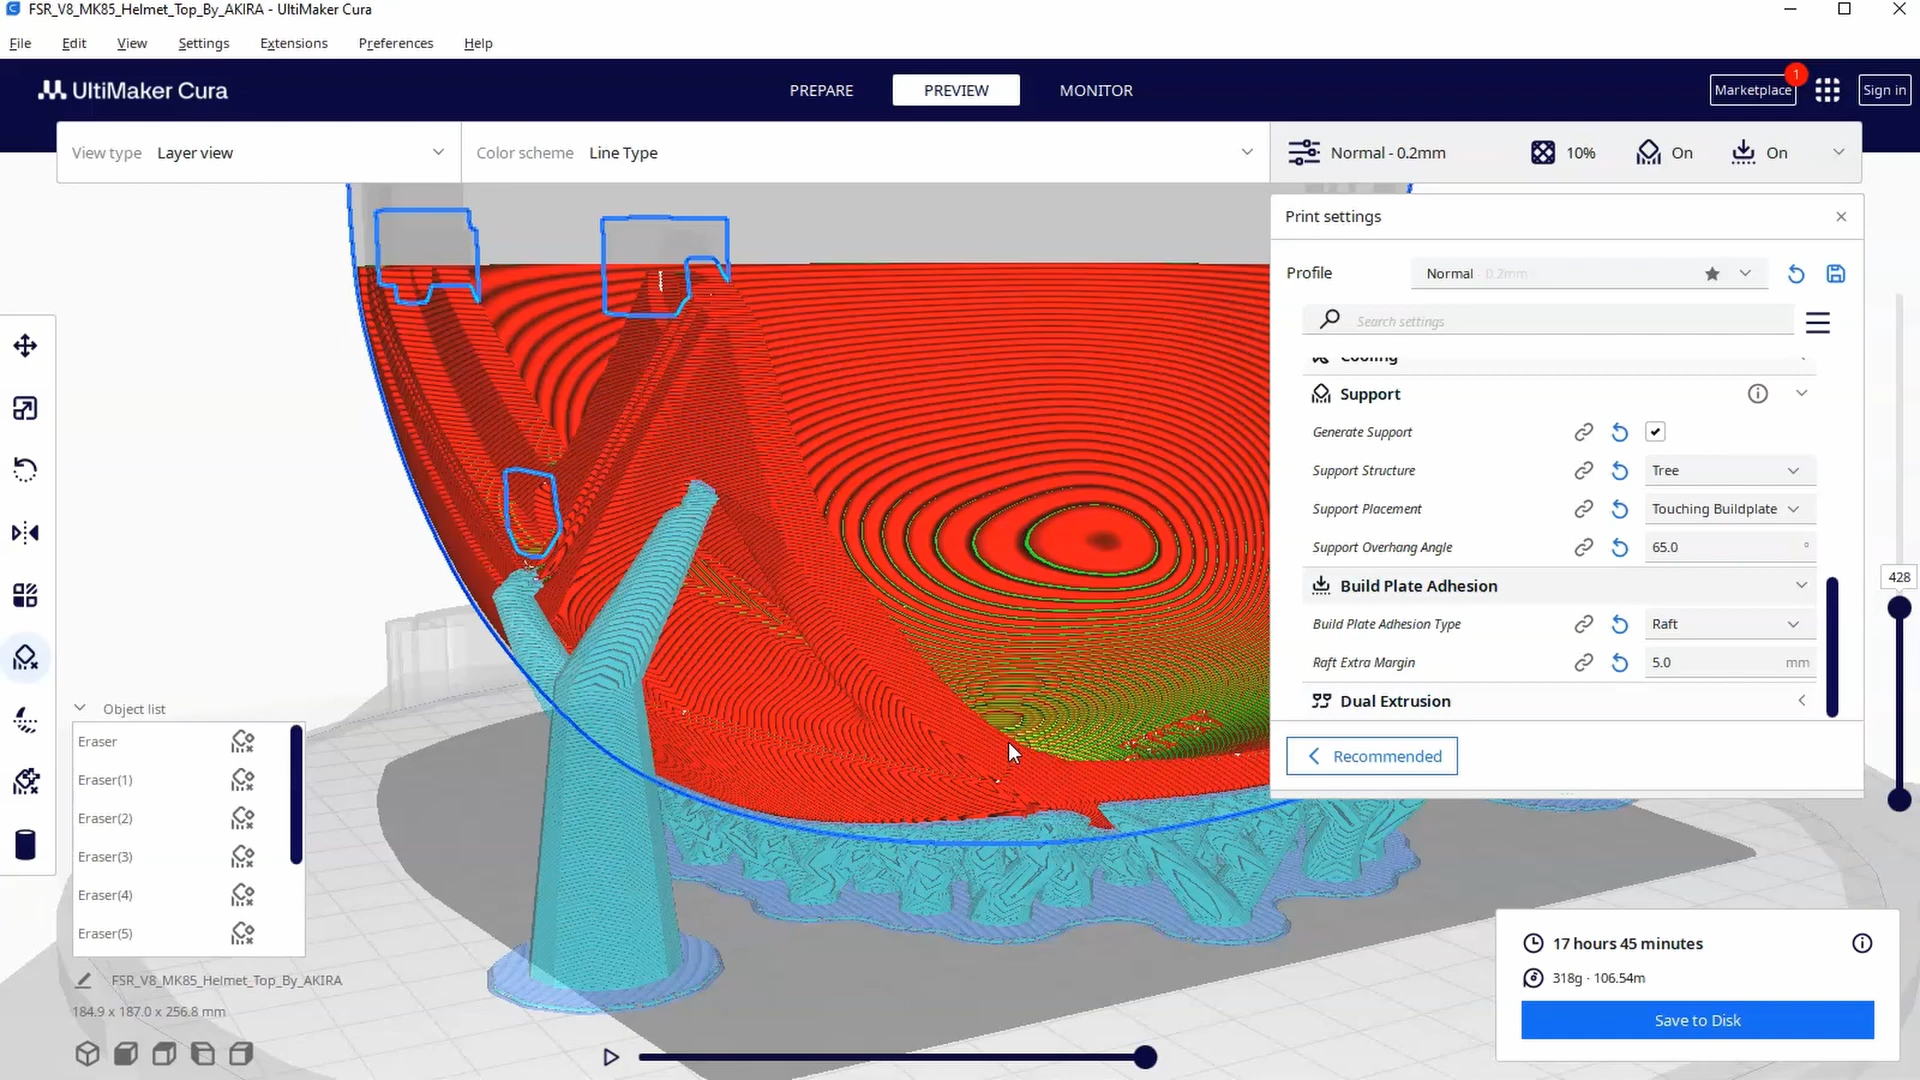 FSR_V8_MK85_Helmet_Top_By_AKIRA - UltiMaker Cura
File Edit View Settings Extensions Preferences Help
UltiMaker Cura
PREPARE PREVIEW MONITOR
Marketplace 1 Sign in
View type Layer view
Color scheme Line Type
Normal - 0.2mm 10% On On
Print settings
Profile Normal - 0.2mm
Search settings
Cooling
Support
Generate Support
Support Structure Tree
Support Placement Touching Buildplate
Support Overhang Angle 65.0 °
Build Plate Adhesion
Build Plate Adhesion Type Raft
Raft Extra Margin 5.0 mm
Dual Extrusion
Recommended
428
Object list
Eraser
Eraser(1)
Eraser(2)
Eraser(3)
Eraser(4)
Eraser(5)
FSR_V8_MK85_Helmet_Top_By_AKIRA
184.9 x 187.0 x 256.8 mm
17 hours 45 minutes
318g · 106.54m
Save to Disk